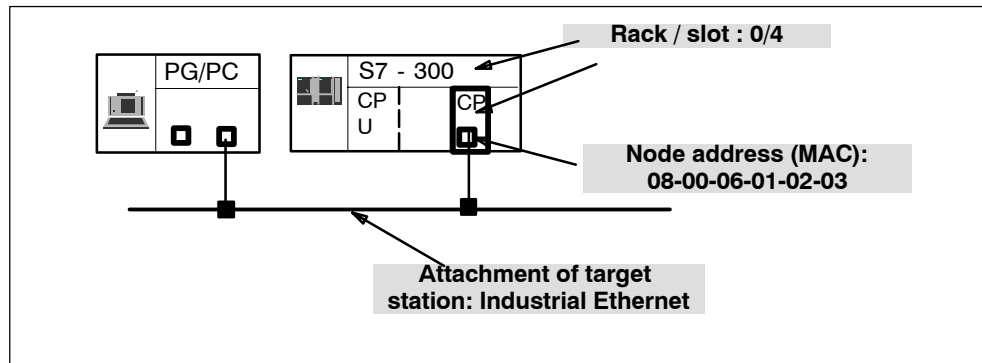 Rack / slot : 0/4
PG/PC
S7 - 300
CP
U
CP
Node address (MAC):
08-00-06-01-02-03
Attachment of target
station: Industrial Ethernet